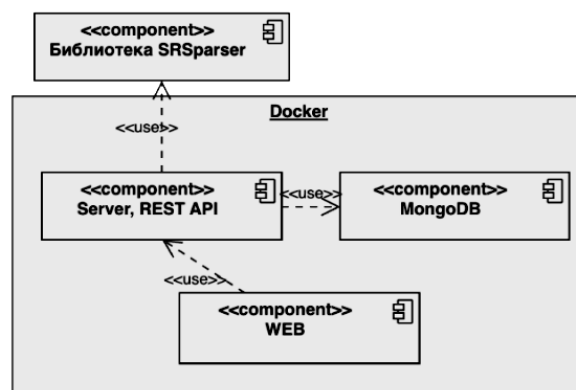 <<component>>
Библиотека SRSparser
Docker
<<use>>
<<component>>
Server, REST API
<<use>>
<<component>>
MongoDB
<<use>>
<<component>>
WEB